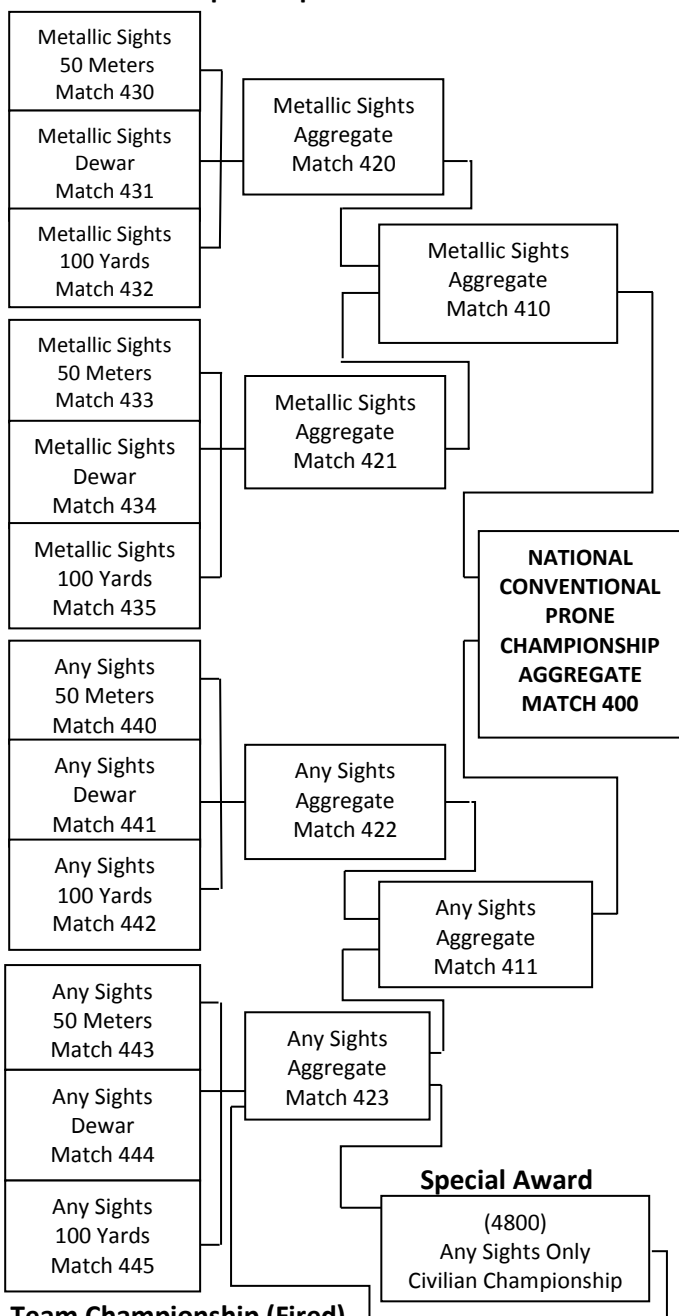 Metallic Sights
50 Meters
Match 430
Metallic Sights
Dewar
Match 431
Metallic Sights
100 Yards
Match 432
Metallic Sights
Aggregate
Match 420
Metallic Sights
Aggregate
Match 410
Metallic Sights
50 Meters
Match 433
Metallic Sights
Dewar
Match 434
Metallic Sights
100 Yards
Match 435
Metallic Sights
Aggregate
Match 421
NATIONAL
CONVENTIONAL
PRONE
CHAMPIONSHIP
AGGREGATE
MATCH 400
Any Sights
50 Meters
Match 440
Any Sights
Dewar
Match 441
Any Sights
100 Yards
Match 442
Any Sights
Aggregate
Match 422
Any Sights
Aggregate
Match 411
Any Sights
50 Meters
Match 443
Any Sights
Dewar
Match 444
Any Sights
100 Yards
Match 445
Any Sights
Aggregate
Match 423
Special Award
(4800)
Any Sights Only
Civilian Championship
Team Championship (Fired)